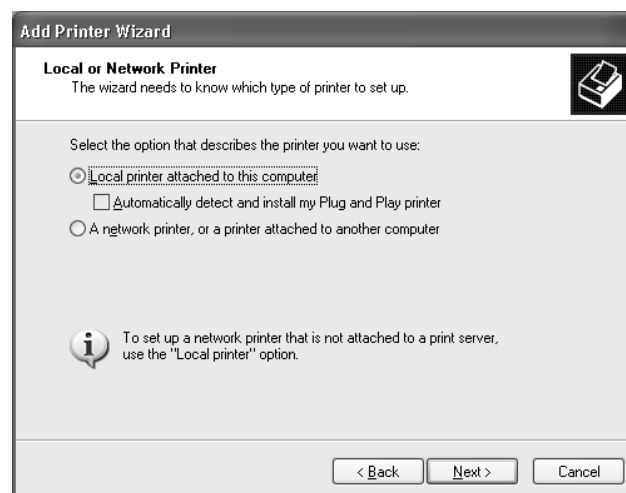 Add Printer Wizard
Local or Network Printer
The wizard needs to know which type of printer to set up.
Select the option that describes the printer you want to use:
Local printer attached to this computer
Automatically detect and install my Plug and Play printer
A network printer, or a printer attached to another computer
To set up a network printer that is not attached to a print server,
use the "Local printer" option.
< Back
Next >
Cancel